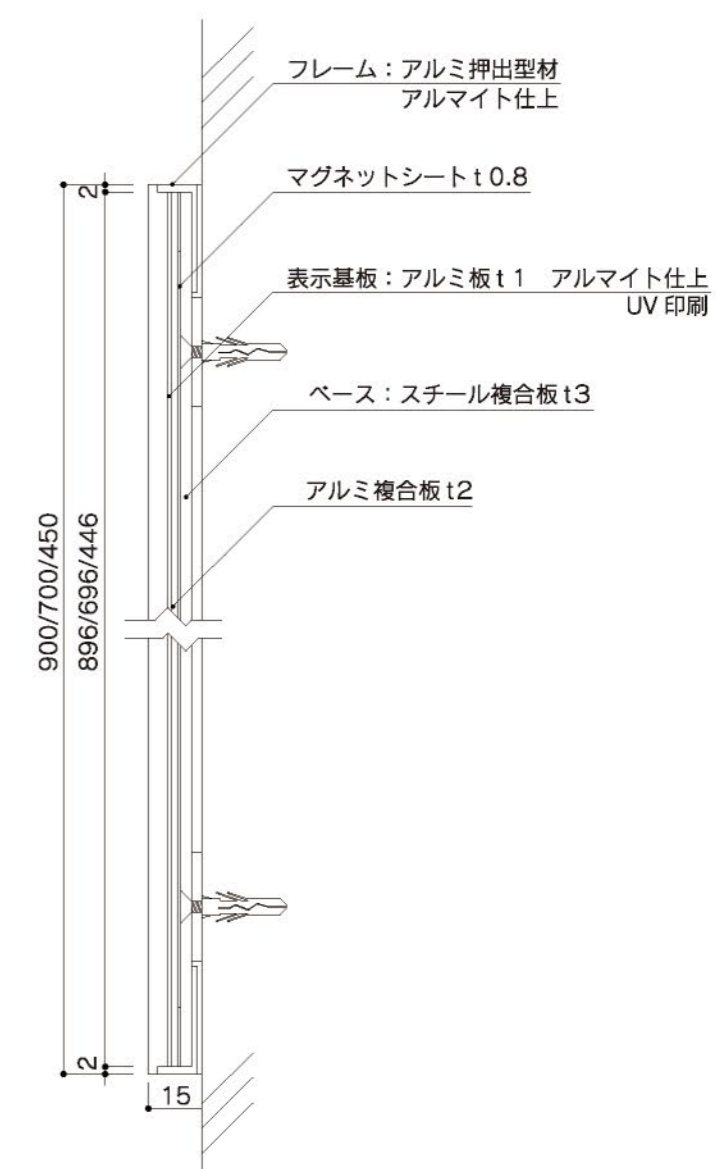 フレーム：アルミ押出型材
アルマイト仕上
マグネットシートt 0.8
2
表示基板：アルミ板t 1　アルマイト仕上
UV 印刷
ベース：スチール複合板t3
アルミ複合板t2
900/700/450
896/696/446
2
15